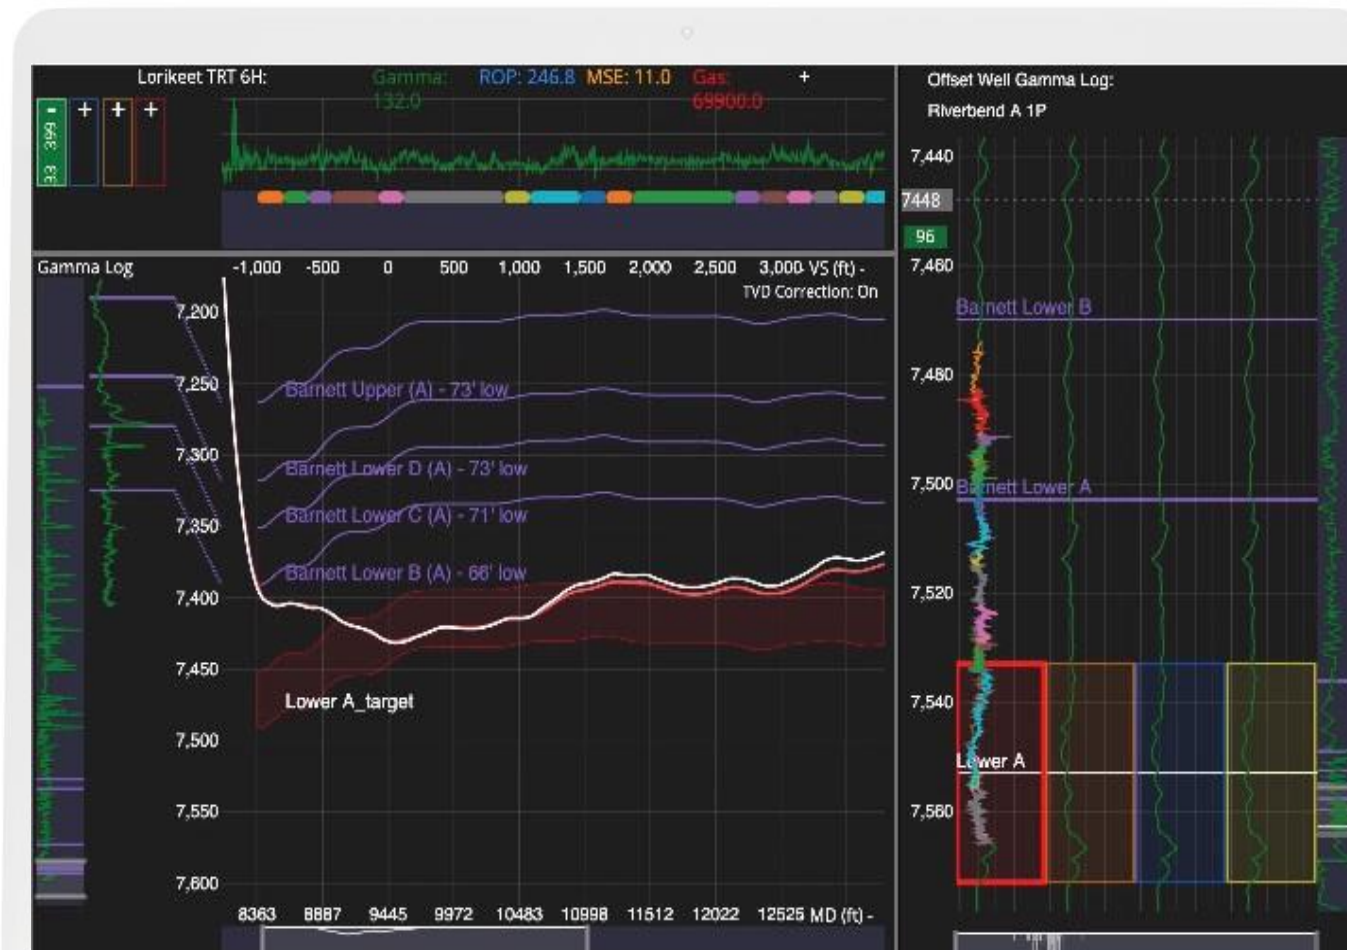 Lorikeet TRT 6H:
Gamma: 132.0
ROP: 246.8
MSE: 11.0
Gas: 69900.0
+
-
+
+
+
33 399
Gamma Log
-1,000 -500 0 500 1,000 1,500 2,000 2,500 3,000 VS (ft) -
TVD Correction: On
7,200
7,250
7,300
7,350
7,400
7,450
7,500
7,550
7,600
Barnett Upper (A) - 73' low
Barnett Lower D (A) - 73' low
Barnett Lower C (A) - 71' low
Barnett Lower B (A) - 66' low
Lower A_target
8363 8887 9445 9972 10483 10998 11512 12022 12525 MD (ft) -
Offset Well Gamma Log:
Riverbend A 1P
7,440
7448
96
7,460
Barnett Lower B
7,480
7,500
Barnett Lower A
7,520
7,540
Lower A
7,560